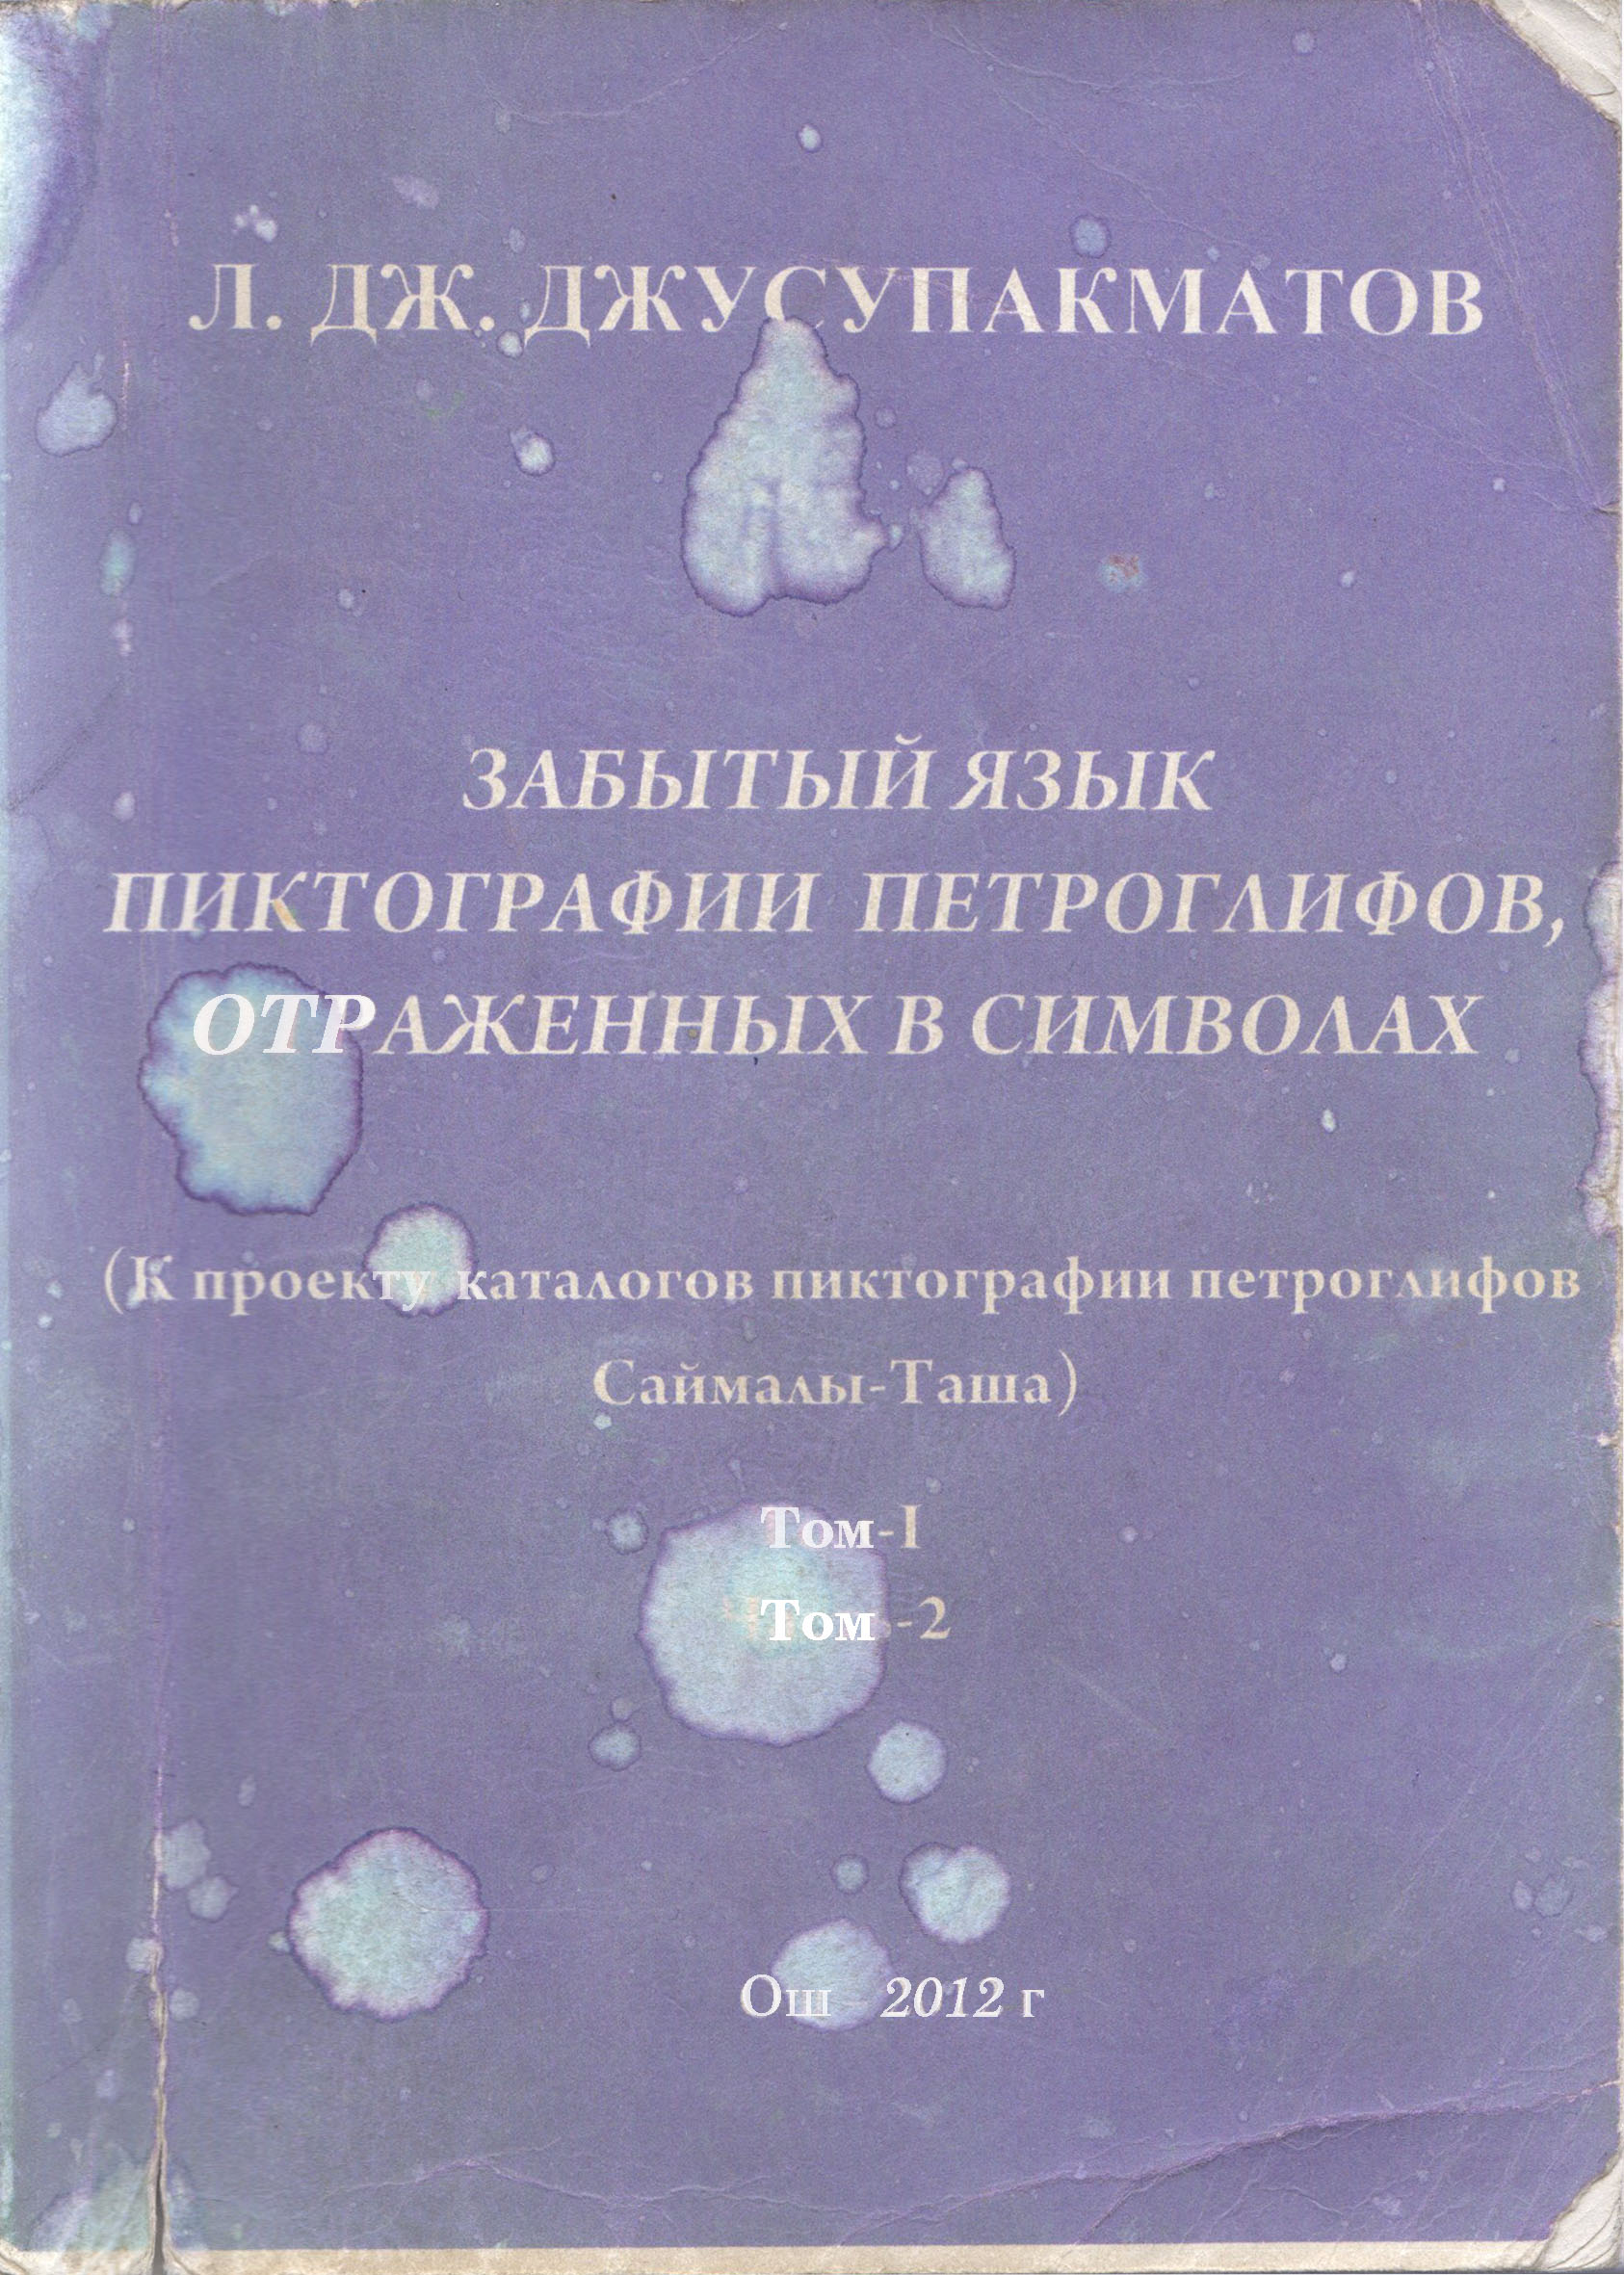 Л. ДЖ. ДЖУСУПАКМАТОВ
ЗАБЫТЫЙ ЯЗЫК
ПИКТОГРАФИИ ПЕТРОГЛИФОВ,
ОТРАЖЕННЫХ В СИМВОЛАХ
(К проекту каталогов пиктографии петроглифов
Саймалы-Таша)
Том-I
Том -2
Ош 2012 г